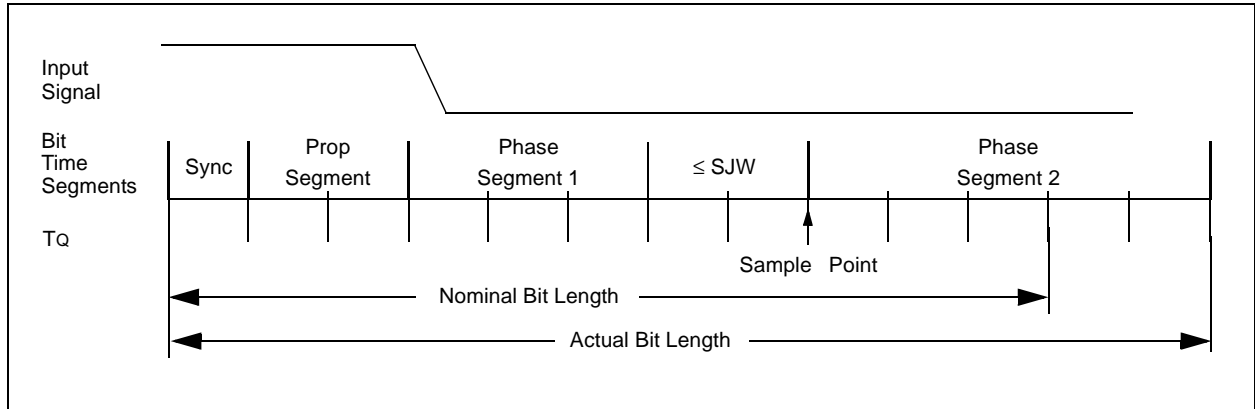 Input
Signal
Bit
Time
Segments
Sync
Prop
Segment
Phase
Segment 1
≤ SJW
Phase
Segment 2
TQ
Sample Point
Nominal Bit Length
Actual Bit Length